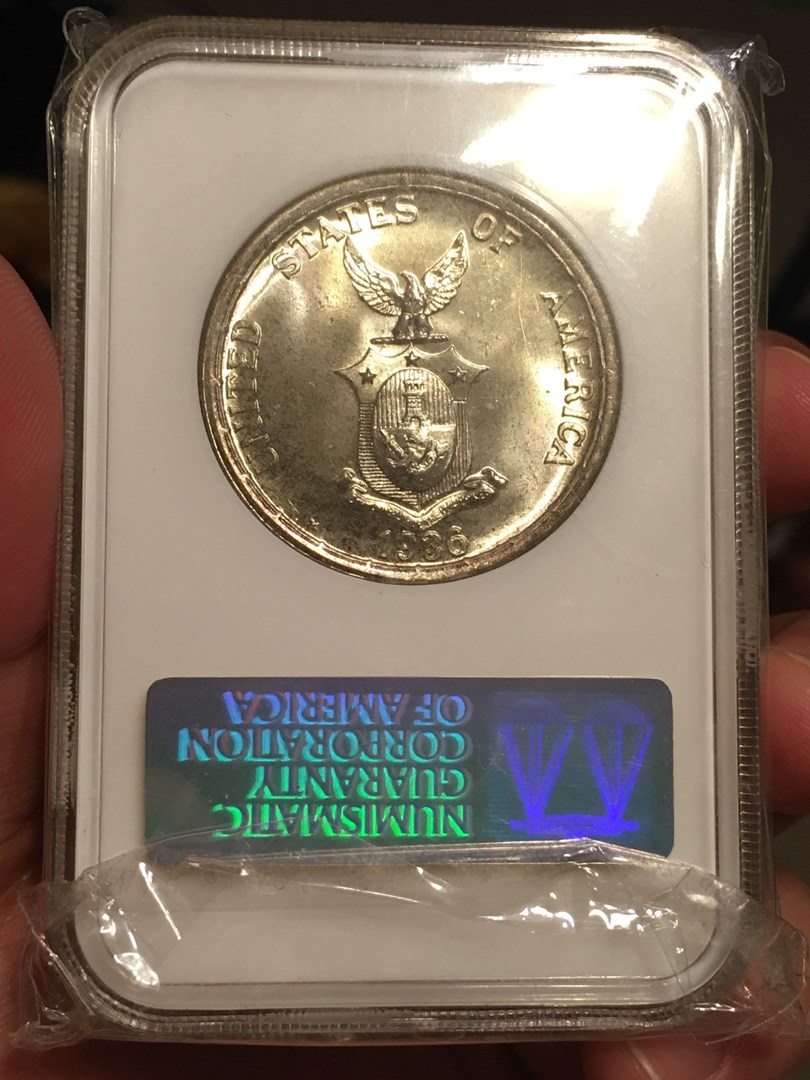 UNITED STATES OF AMERICA
1936
NUMISMATIC
GUARANTY
CORPORATION
OF AMERICA